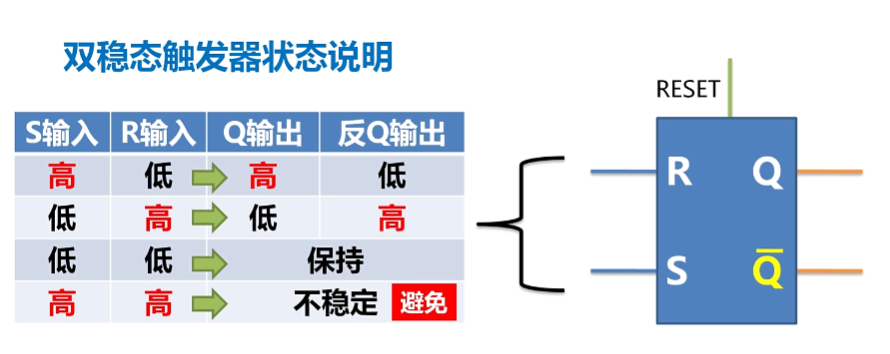 双稳态触发器状态说明
S输入 R输入 Q输出 反Q输出
高 低 高 低
低 高 低 高
低 低 保持
高 高 不稳定 避免
RESET
R Q
S Q̅